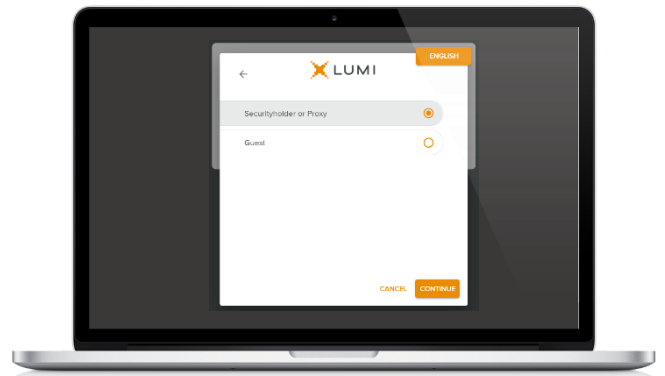 ENGLISH
LUMI
Securityholder or Proxy
Guest
CANCEL
CONTINUE